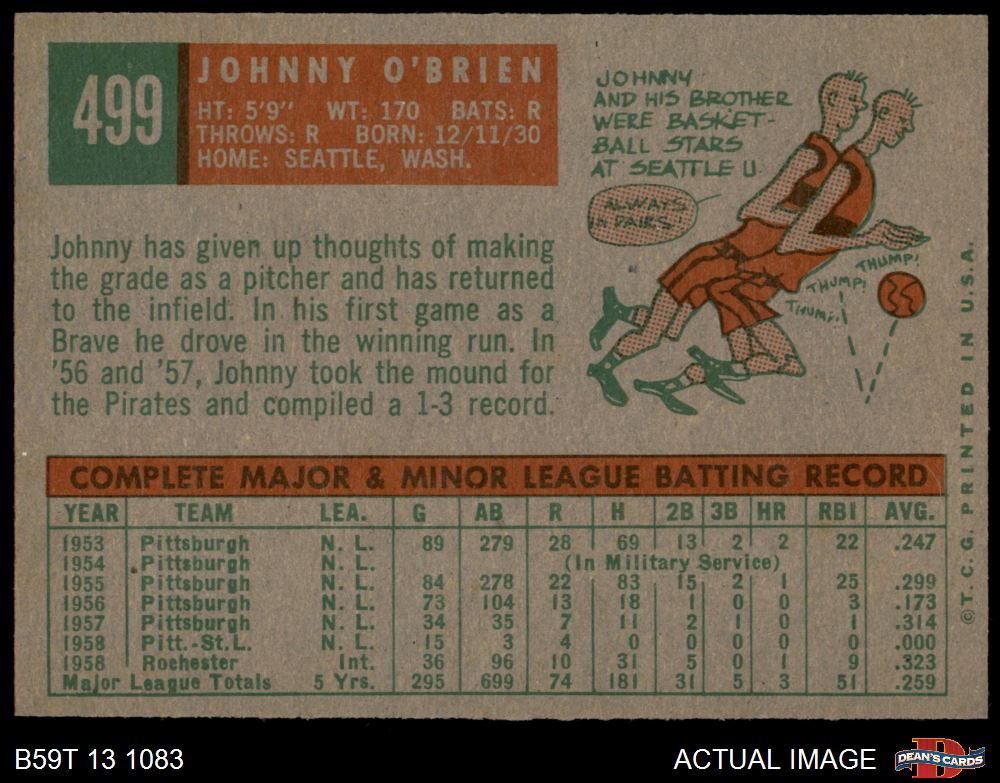 499
JOHNNY O'BRIEN
HT: 5'9" WT: 170 BATS: R
THROWS: R BORN: 12/11/30
HOME: SEATTLE, WASH.
JOHNNY
AND HIS BROTHER
WERE BASKET-
BALL STARS
AT SEATTLE U.
ALWAYS
IN PAIRS
THUMP!
THUMP!
THUMP!
Johnny has given up thoughts of making
the grade as a pitcher and has returned
to the infield. In his first game as a
Brave he drove in the winning run. In
'56 and '57, Johnny took the mound for
the Pirates and compiled a 1-3 record.
COMPLETE MAJOR & MINOR LEAGUE BATTING RECORD
YEAR TEAM LEA. G AB R H 2B 3B HR RBI AVG.
1953 Pittsburgh N. L. 89 279 28 69 13 2 2 22 .247
1954 Pittsburgh N. L. (In Military Service)
1955 Pittsburgh N. L. 84 278 22 83 15 2 1 25 .299
1956 Pittsburgh N. L. 73 104 13 18 1 0 0 3 .173
1957 Pittsburgh N. L. 34 35 7 11 2 1 0 1 .314
1958 Pitt.-St.L. N. L. 15 3 4 0 0 0 0 0 .000
1958 Rochester Int. 36 96 10 31 5 0 1 9 .323
Major League Totals 5 Yrs. 295 699 74 181 31 5 3 51 .259
©T.C.G. PRINTED IN U.S.A.
B59T 13 1083
ACTUAL IMAGE
D
DEAN'S CARDS